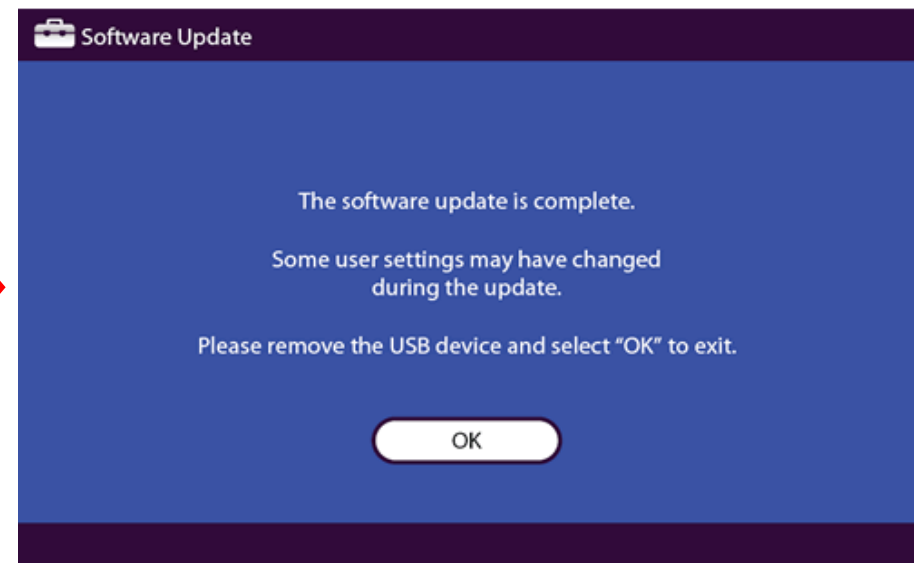 Software Update
The software update is complete.
Some user settings may have changed
during the update.
Please remove the USB device and select “OK” to exit.
OK